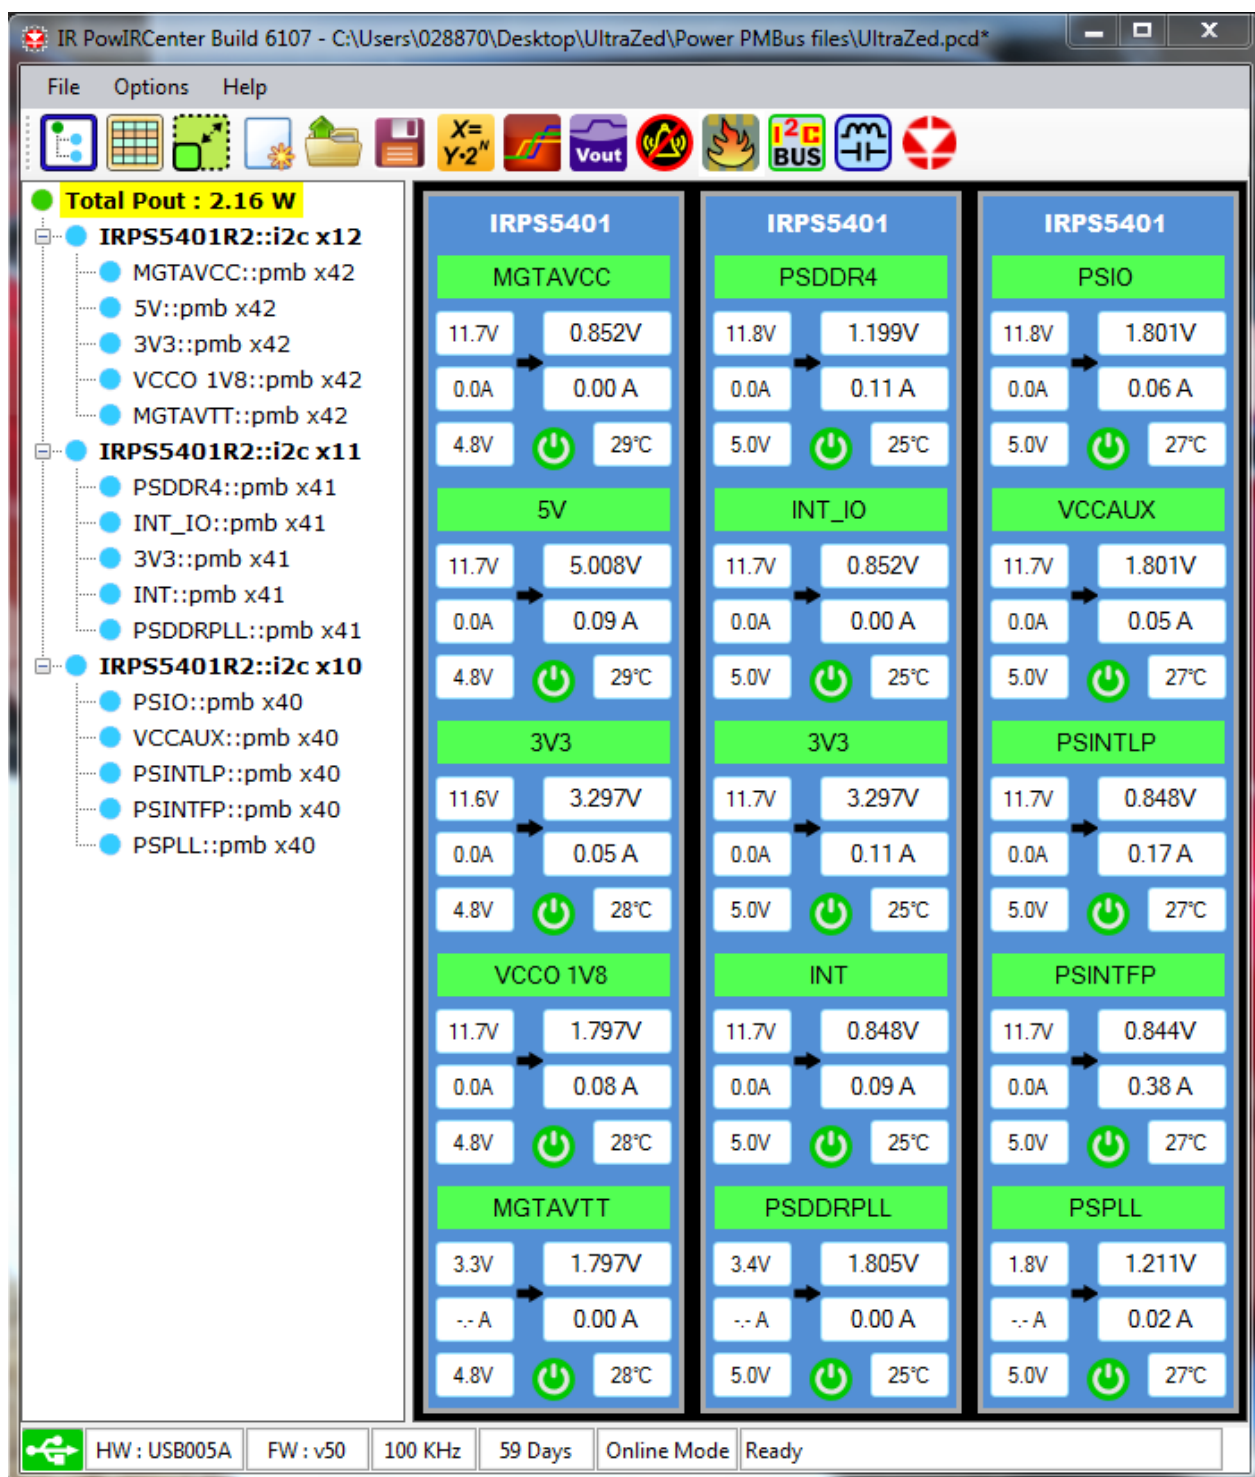 IR PowIRCenter Build 6107 - C:\Users\028870\Desktop\UltraZed\Power PMBus files\UltraZed.pcd*
File Options Help
X=
Y·2ᴺ
Vout
I²C
BUS
Total Pout : 2.16 W
IRPS5401R2::i2c x12
MGTAVCC::pmb x42
5V::pmb x42
3V3::pmb x42
VCCO 1V8::pmb x42
MGTAVTT::pmb x42
IRPS5401R2::i2c x11
PSDDR4::pmb x41
INT_IO::pmb x41
3V3::pmb x41
INT::pmb x41
PSDDRPLL::pmb x41
IRPS5401R2::i2c x10
PSIO::pmb x40
VCCAUX::pmb x40
PSINTLP::pmb x40
PSINTFP::pmb x40
PSPLL::pmb x40
IRPS5401
MGTAVCC
11.7V 0.852V
0.0A 0.00 A
4.8V 29°C
5V
11.7V 5.008V
0.0A 0.09 A
4.8V 29°C
3V3
11.6V 3.297V
0.0A 0.05 A
4.8V 28°C
VCCO 1V8
11.7V 1.797V
0.0A 0.08 A
4.8V 28°C
MGTAVTT
3.3V 1.797V
-.- A 0.00 A
4.8V 28°C
IRPS5401
PSDDR4
11.8V 1.199V
0.0A 0.11 A
5.0V 25°C
INT_IO
11.7V 0.852V
0.0A 0.00 A
5.0V 25°C
3V3
11.7V 3.297V
0.0A 0.11 A
5.0V 25°C
INT
11.7V 0.848V
0.0A 0.09 A
5.0V 25°C
PSDDRPLL
3.4V 1.805V
-.- A 0.00 A
5.0V 25°C
IRPS5401
PSIO
11.8V 1.801V
0.0A 0.06 A
5.0V 27°C
VCCAUX
11.7V 1.801V
0.0A 0.05 A
5.0V 27°C
PSINTLP
11.7V 0.848V
0.0A 0.17 A
5.0V 27°C
PSINTFP
11.7V 0.844V
0.0A 0.38 A
5.0V 27°C
PSPLL
1.8V 1.211V
-.- A 0.02 A
5.0V 27°C
HW : USB005A FW : v50 100 KHz 59 Days Online Mode Ready